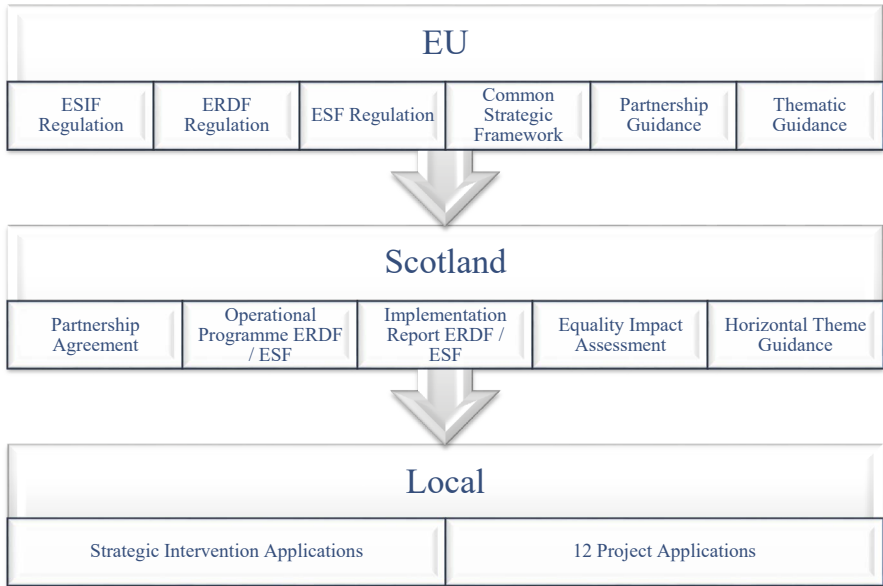 EU
ESIF
Regulation
ERDF
Regulation
ESF Regulation
Common
Strategic
Framework
Partnership
Guidance
Thematic
Guidance
Scotland
Partnership
Agreement
Operational
Programme ERDF
/ ESF
Implementation
Report ERDF /
ESF
Equality Impact
Assessment
Horizontal Theme
Guidance
Local
Strategic Intervention Applications
12 Project Applications